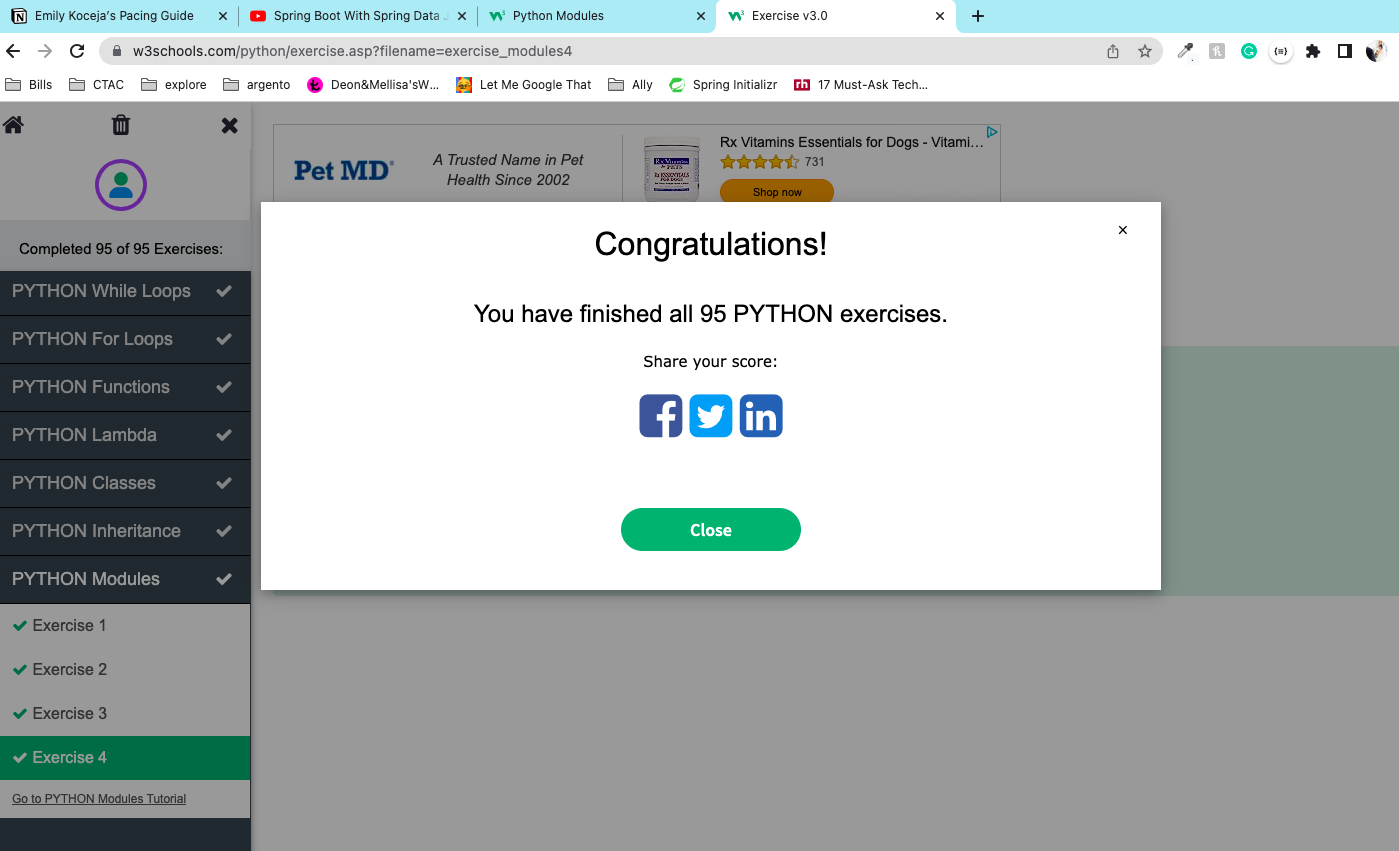 Emily Koceja's Pacing Guide
Spring Boot With Spring Data J
Python Modules
Exercise v3.0
w3schools.com/python/exercise.asp?filename=exercise_modules4
Bills
CTAC
explore
argento
Deon&Mellisa'sW...
Let Me Google That
Ally
Spring Initializr
rh
17 Must-Ask Tech...
Completed 95 of 95 Exercises:
PYTHON While Loops
PYTHON For Loops
PYTHON Functions
PYTHON Lambda
PYTHON Classes
PYTHON Inheritance
PYTHON Modules
Exercise 1
Exercise 2
Exercise 3
Exercise 4
Go to PYTHON Modules Tutorial
Pet MD
A Trusted Name in Pet
Health Since 2002
Rx Vitamins Essentials for Dogs - Vitami...
731
Shop now
Congratulations!
You have finished all 95 PYTHON exercises.
Share your score:
Close